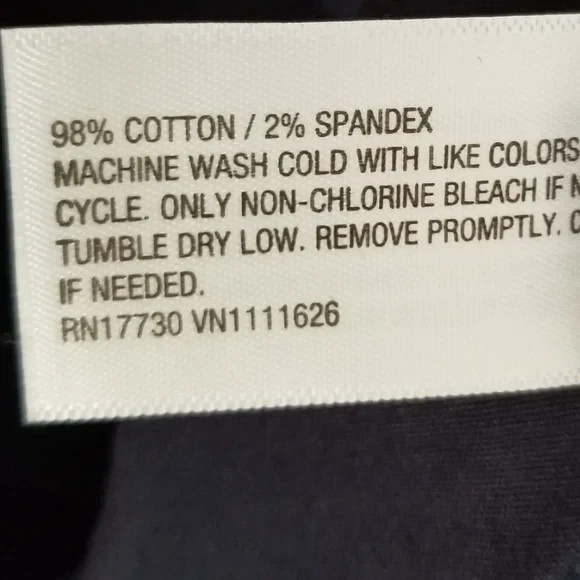 98% COTTON / 2% SPANDEX
MACHINE WASH COLD WITH LIKE COLORS
CYCLE. ONLY NON-CHLORINE BLEACH IF
TUMBLE DRY LOW. REMOVE PROMPTLY.
IF NEEDED.
RN17730 VN1111626